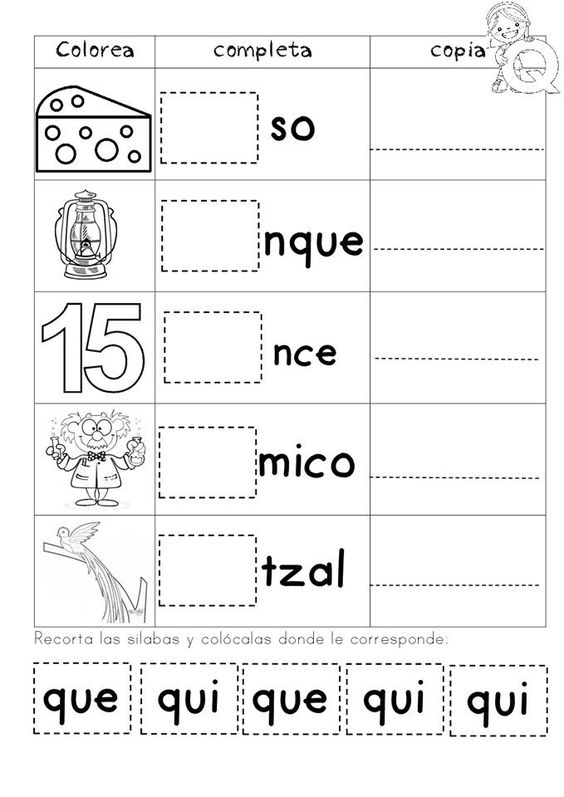 Colorea completa copia
Q
so
nque
15 nce
mico
tzal
Recorta las silabas y colócalas donde le corresponde:
que qui que qui qui